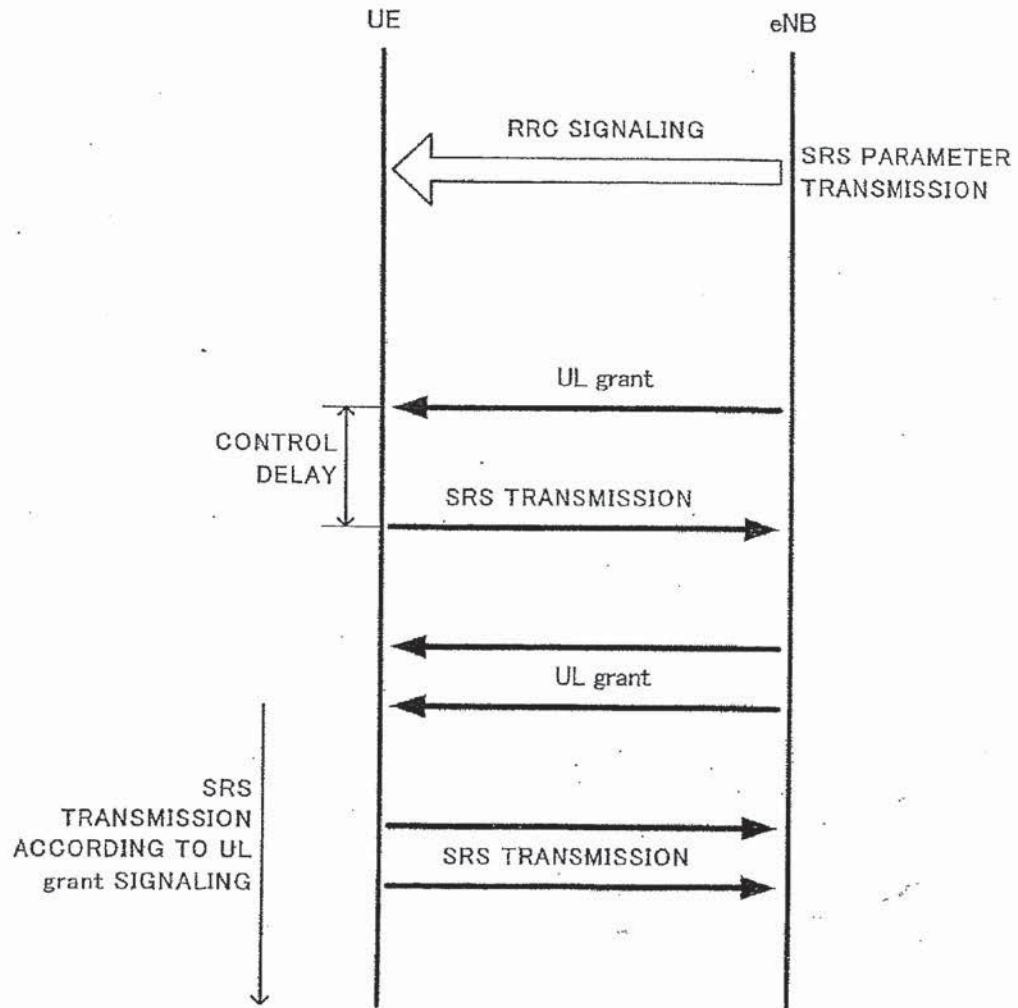 UE
eNB
RRC SIGNALING
SRS PARAMETER
TRANSMISSION
UL grant
CONTROL
DELAY
SRS TRANSMISSION
UL grant
SRS
TRANSMISSION
ACCORDING TO UL
grant SIGNALING
SRS TRANSMISSION